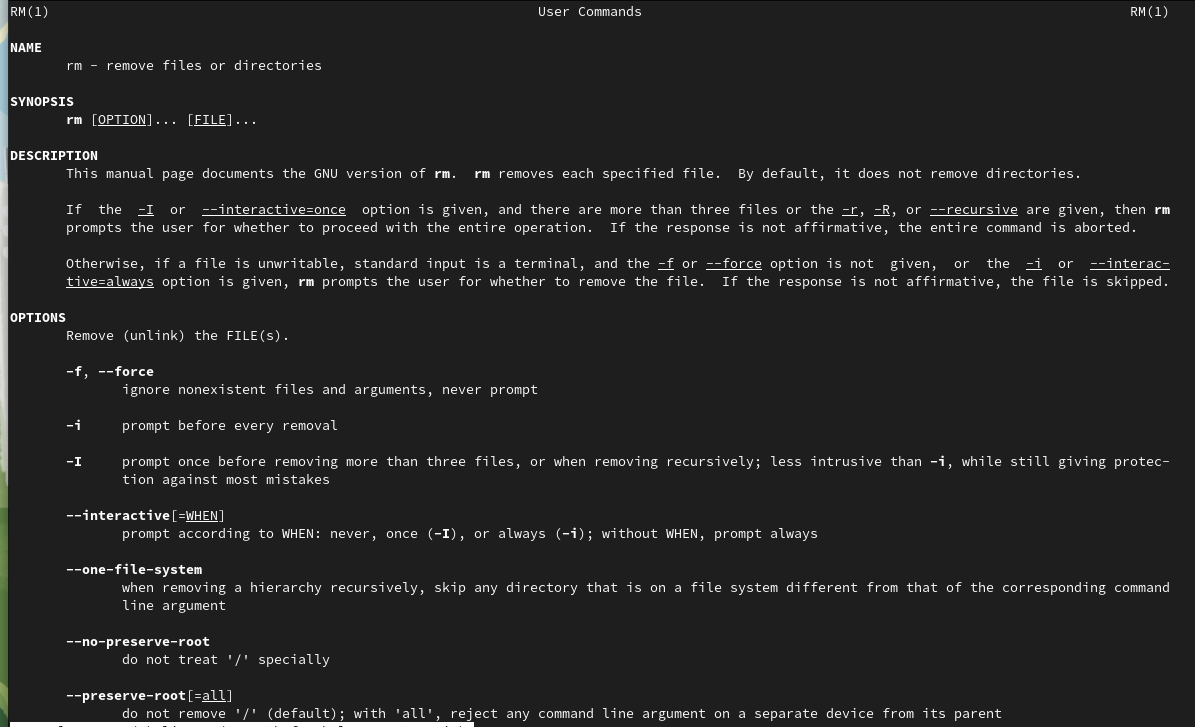 RM(1) User Commands RM(1)
NAME
rm - remove files or directories
SYNOPSIS
rm [OPTION]... [FILE]...
DESCRIPTION
This manual page documents the GNU version of rm. rm removes each specified file. By default, it does not remove directories.
If the -I or --interactive=once option is given, and there are more than three files or the -r, -R, or --recursive are given, then rm
prompts the user for whether to proceed with the entire operation. If the response is not affirmative, the entire command is aborted.
Otherwise, if a file is unwritable, standard input is a terminal, and the -f or --force option is not given, or the -i or --interac-
tive=always option is given, rm prompts the user for whether to remove the file. If the response is not affirmative, the file is skipped.
OPTIONS
Remove (unlink) the FILE(s).
-f, --force
ignore nonexistent files and arguments, never prompt
-i prompt before every removal
-I prompt once before removing more than three files, or when removing recursively; less intrusive than -i, while still giving protec-
tion against most mistakes
--interactive[=WHEN]
prompt according to WHEN: never, once (-I), or always (-i); without WHEN, prompt always
--one-file-system
when removing a hierarchy recursively, skip any directory that is on a file system different from that of the corresponding command
line argument
--no-preserve-root
do not treat '/' specially
--preserve-root[=all]
do not remove '/' (default); with 'all', reject any command line argument on a separate device from its parent